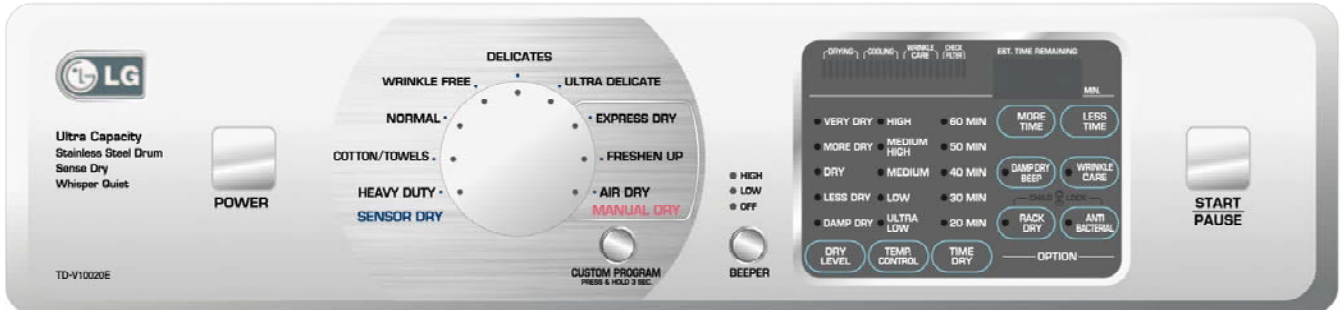 LG
Ultra Capacity
Stainless Steel Drum
Sense Dry
Whisper Quiet
TD-V10020E
POWER
DELICATES
WRINKLE FREE
ULTRA DELICATE
NORMAL
EXPRESS DRY
COTTON/TOWELS
FRESHEN UP
HEAVY DUTY
AIR DRY
SENSOR DRY
MANUAL DRY
CUSTOM PROGRAM
PRESS & HOLD 3 SEC.
HIGH
LOW
OFF
BEEPER
DRYING COOLING WRINKLE CARE CHECK FILTER
EST. TIME REMAINING
MIN.
VERY DRY HIGH 60 MIN
MORE DRY MEDIUM HIGH 50 MIN
DRY MEDIUM 40 MIN
LESS DRY LOW 30 MIN
DAMP DRY ULTRA LOW 20 MIN
DRY LEVEL
TEMP. CONTROL
TIME DRY
MORE TIME
LESS TIME
DAMP DRY BEEP
WRINKLE CARE
CHILD LOCK
RACK DRY
ANTI BACTERIAL
OPTION
START
PAUSE